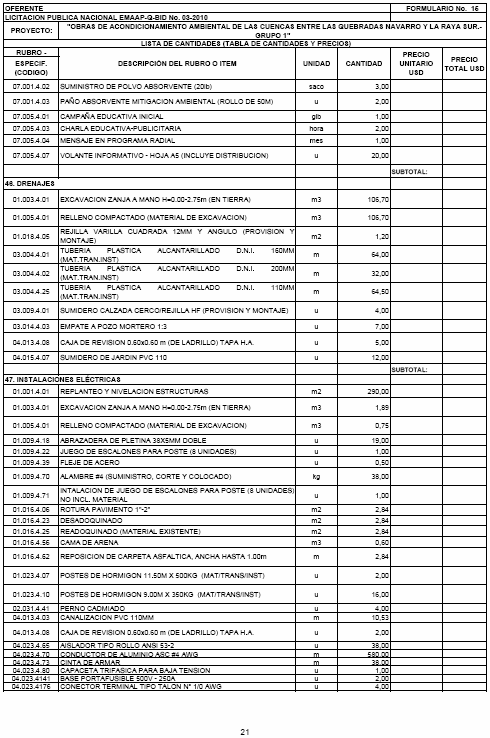 OFERENTE FORMULARIO No. 16
LICITACION PUBLICA NACIONAL EMAAP-Q-BID No. 03-2010
PROYECTO: "OBRAS DE ACONDICIONAMIENTO AMBIENTAL DE LAS CUENCAS ENTRE LAS QUEBRADAS NAVARRO Y LA RAYA SUR.-
GRUPO 1"
LISTA DE CANTIDADES (TABLA DE CANTIDADES Y PRECIOS)
RUBRO - ESPECIF. (CODIGO) DESCRIPCIÓN DEL RUBRO O ITEM UNIDAD CANTIDAD PRECIO UNITARIO USD PRECIO TOTAL USD
07.001.4.02 SUMINISTRO DE POLVO ABSORVENTE (20lb) saco 3,00
07.001.4.03 PAÑO ABSORVENTE MITIGACION AMBIENTAL (ROLLO DE 50M) u 2,00
07.005.4.01 CAMPAÑA EDUCATIVA INICIAL glb 1,00
07.005.4.03 CHARLA EDUCATIVA-PUBLICITARIA hora 2,00
07.005.4.04 MENSAJE EN PROGRAMA RADIAL mes 1,00
07.005.4.07 VOLANTE INFORMATIVO - HOJA A5 (INCLUYE DISTRIBUCION) u 20,00
SUBTOTAL:
46. DRENAJES
01.003.4.01 EXCAVACION ZANJA A MANO H=0.00-2.75m (EN TIERRA) m3 106,70
01.005.4.01 RELLENO COMPACTADO (MATERIAL DE EXCAVACION) m3 106,70
01.018.4.05 REJILLA VARILLA CUADRADA 12MM Y ANGULO (PROVISION Y
MONTAJE) m2 1,20
03.004.4.01 TUBERIA PLASTICA ALCANTARILLADO D.N.I. 160MM
(MAT.TRAN.INST) m 64,00
03.004.4.02 TUBERIA PLASTICA ALCANTARILLADO D.N.I. 200MM
(MAT.TRAN.INST) m 32,00
03.004.4.25 TUBERIA PLASTICA ALCANTARILLADO D.N.I. 110MM
(MAT.TRAN.INST) m 64,50
03.009.4.01 SUMIDERO CALZADA CERCO/REJILLA HF (PROVISION Y MONTAJE) u 4,00
03.014.4.03 EMPATE A POZO MORTERO 1:3 u 7,00
04.013.4.08 CAJA DE REVISION 0.60x0.60 m (DE LADRILLO) TAPA H.A. u 5,00
04.015.4.07 SUMIDERO DE JARDIN PVC 110 u 12,00
SUBTOTAL:
47. INSTALACIONES ELÉCTRICAS
01.001.4.01 REPLANTEO Y NIVELACION ESTRUCTURAS m2 290,00
01.003.4.01 EXCAVACION ZANJA A MANO H=0.00-2.75m (EN TIERRA) m3 1,89
01.005.4.01 RELLENO COMPACTADO (MATERIAL DE EXCAVACION) m3 0,75
01.009.4.18 ABRAZADERA DE PLETINA 38X5MM DOBLE u 19,00
01.009.4.22 JUEGO DE ESCALONES PARA POSTE (8 UNIDADES) u 1,00
01.009.4.39 FLEJE DE ACERO u 0,50
01.009.4.70 ALAMBRE #4 (SUMINISTRO, CORTE Y COLOCADO) kg 38,00
01.009.4.71 INTALACION DE JUEGO DE ESCALONES PARA POSTE (8 UNIDADES)
NO INCL. MATERIAL u 1,00
01.016.4.06 ROTURA PAVIMENTO 1"-2" m2 2,84
01.016.4.23 DESADOQUINADO m2 2,84
01.016.4.25 READOQUINADO (MATERIAL EXISTENTE) m2 2,84
01.016.4.56 CAMA DE ARENA m3 0,60
01.016.4.62 REPOSICION DE CARPETA ASFALTICA, ANCHA HASTA 1.00m m 2,84
01.023.4.07 POSTES DE HORMIGON 11.50M X 500KG (MAT/TRANS/INST) u 2,00
01.023.4.10 POSTES DE HORMIGON 9.00M X 350KG (MAT/TRANS/INST) u 16,00
02.031.4.41 PERNO CADMIADO u 4,00
04.013.4.03 CANALIZACION PVC 110MM m 10,53
04.013.4.08 CAJA DE REVISION 0.60x0.60 m (DE LADRILLO) TAPA H.A. u 2,00
04.023.4.65 AISLADOR TIPO ROLLO ANSI 53-2 u 38,00
04.023.4.70 CONDUCTOR DE ALUMINIO ASC #4 AWG m 580,00
04.023.4.73 CINTA DE ARMAR m 38,00
04.023.4.80 CAPACETA TRIFASICA PARA BAJA TENSION u 1,00
04.023.4141 BASE PORTAFUSIBLE 500V - 250A u 2,00
04.023.4176 CONECTOR TERMINAL TIPO TALON N° 1/0 AWG u 4,00
21